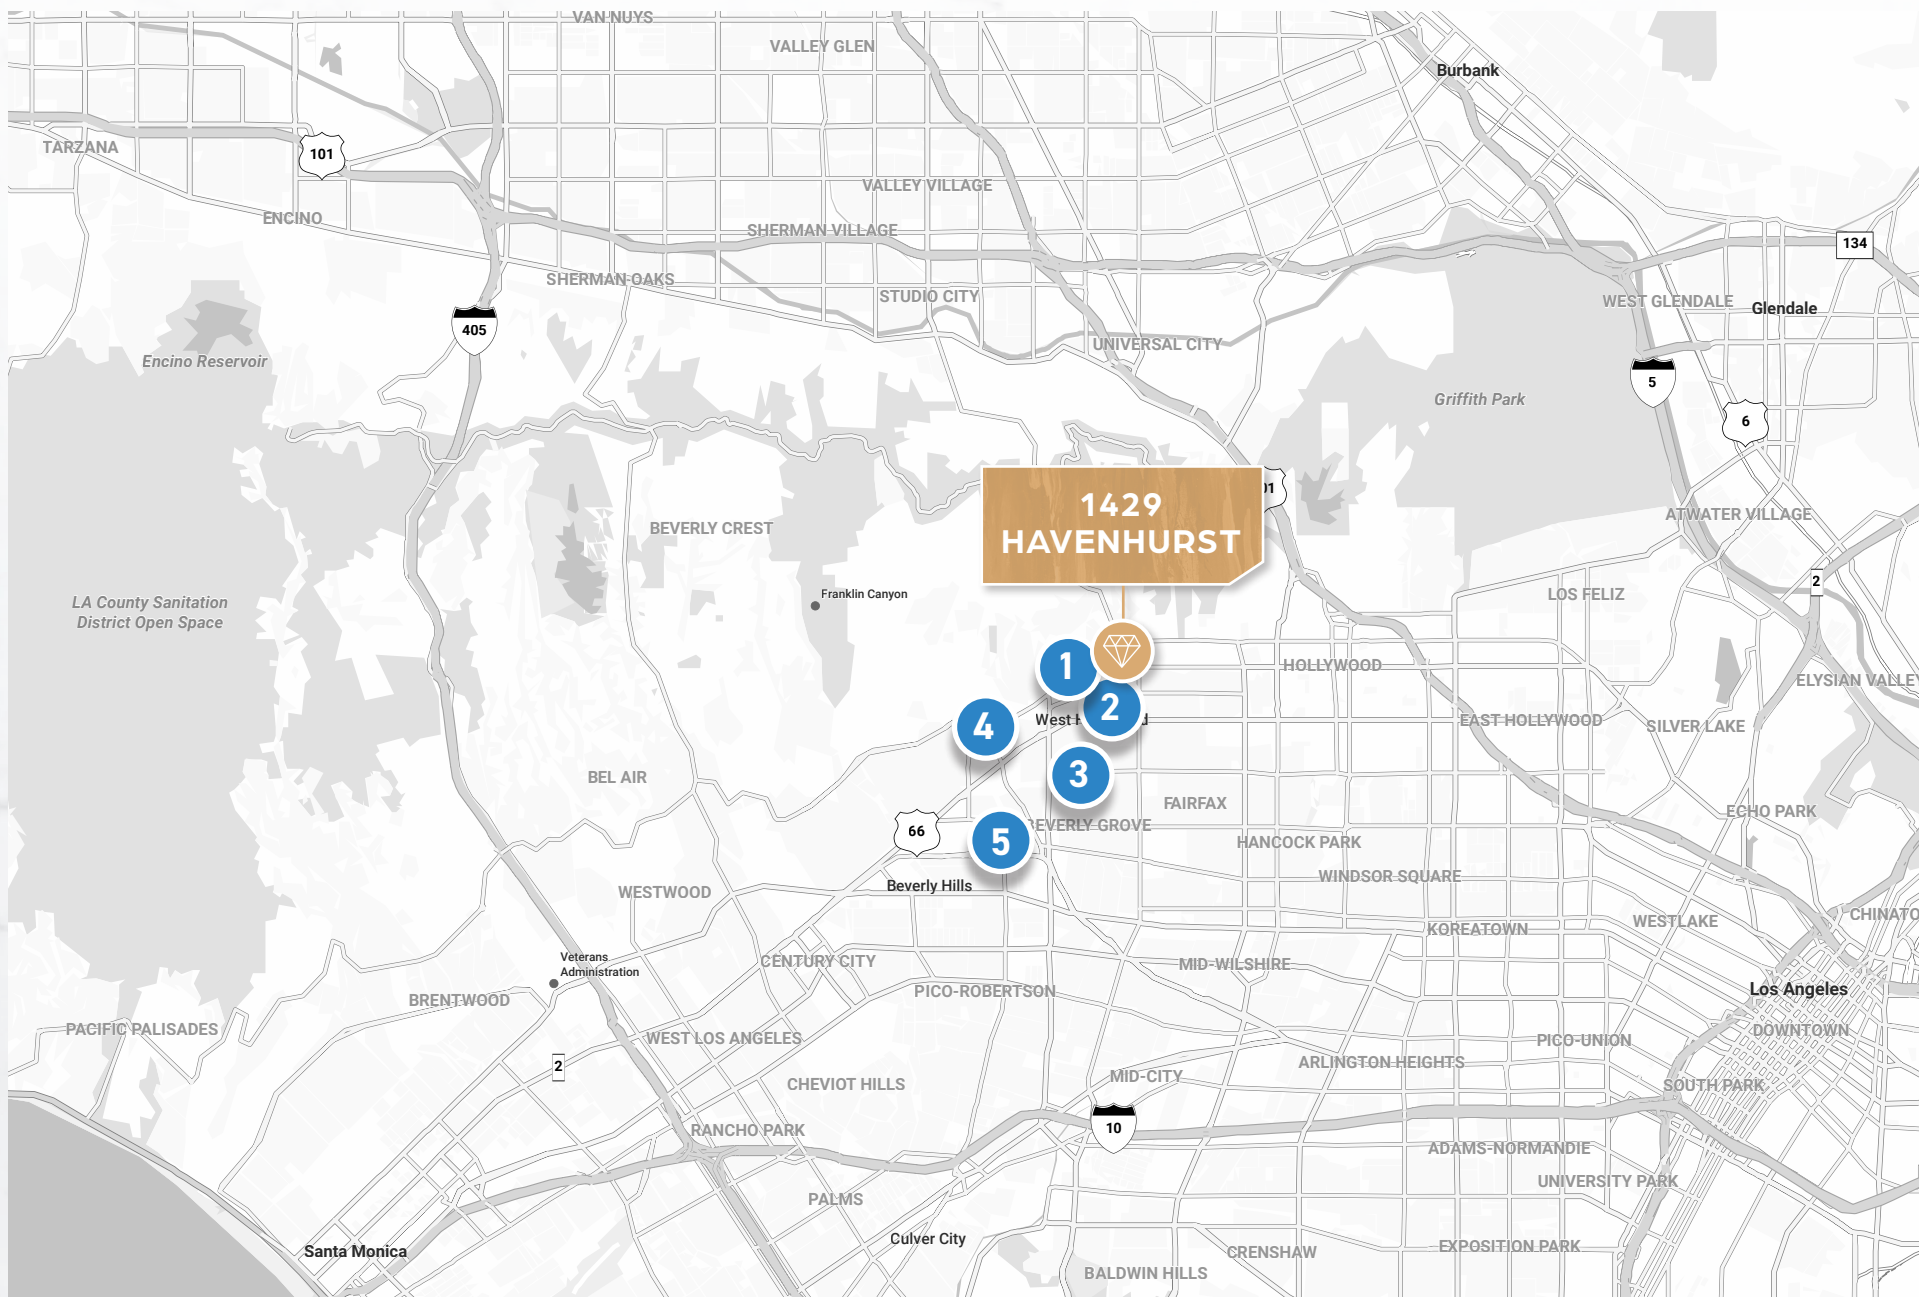 VAN NUYS
VALLEY GLEN
Burbank
TARZANA
101
VALLEY VILLAGE
ENCINO
SHERMAN VILLAGE
134
SHERMAN OAKS
STUDIO CITY
WEST GLENDALE
Glendale
405
UNIVERSAL CITY
Encino Reservoir
5
Griffith Park
6
01
1429
HAVENHURST
ATWATER VILLAGE
BEVERLY CREST
2
Franklin Canyon
LOS FELIZ
LA County Sanitation
District Open Space
1
HOLLYWOOD
ELYSIAN VALLEY
2
West H
d
EAST HOLLYWOOD
SILVER LAKE
4
3
BEL AIR
FAIRFAX
ECHO PARK
66
BEVERLY GROVE
5
HANCOCK PARK
WINDSOR SQUARE
Beverly Hills
WESTWOOD
CHINATO
WESTLAKE
KOREATOWN
Veterans
Administration
CENTURY CITY
MID-WILSHIRE
PICO-ROBERTSON
Los Angeles
BRENTWOOD
PACIFIC PALISADES
DOWNTOWN
WEST LOS ANGELES
PICO-UNION
2
ARLINGTON HEIGHTS
MID-CITY
CHEVIOT HILLS
SOUTH PARK
10
RANCHO PARK
ADAMS-NORMANDIE
UNIVERSITY PARK
PALMS
Culver City
Santa Monica
CRENSHAW
EXPOSITION PARK
BALDWIN HILLS